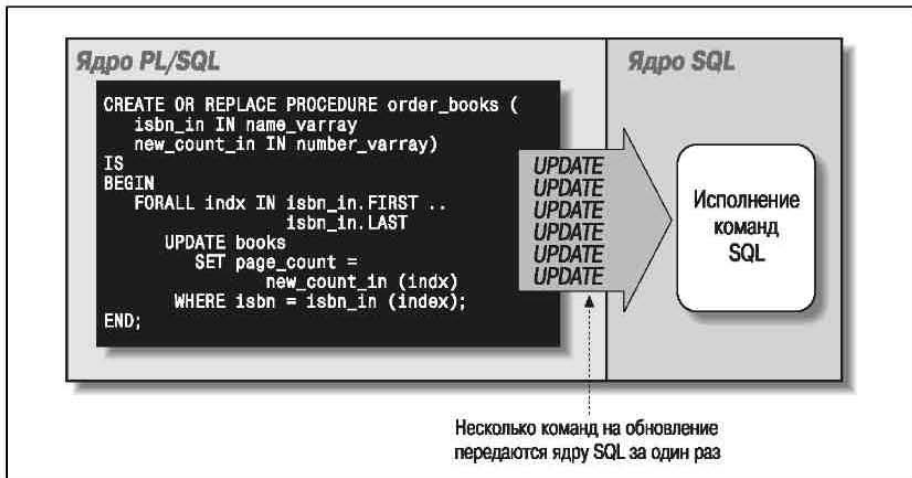 Ядро PL/SQL
CREATE OR REPLACE PROCEDURE order_books (
isbn_in IN name_varray
new_count_in IN number_varray)
IS
BEGIN
FORALL indx IN isbn_in.FIRST ..
isbn_in.LAST
UPDATE books
SET page_count =
new_count_in (indx)
WHERE isbn = isbn_in (index);
END;
UPDATE
UPDATE
UPDATE
UPDATE
UPDATE
UPDATE
Ядро SQL
Исполнение
команд
SQL
Несколько команд на обновление
передаются ядру SQL за один раз